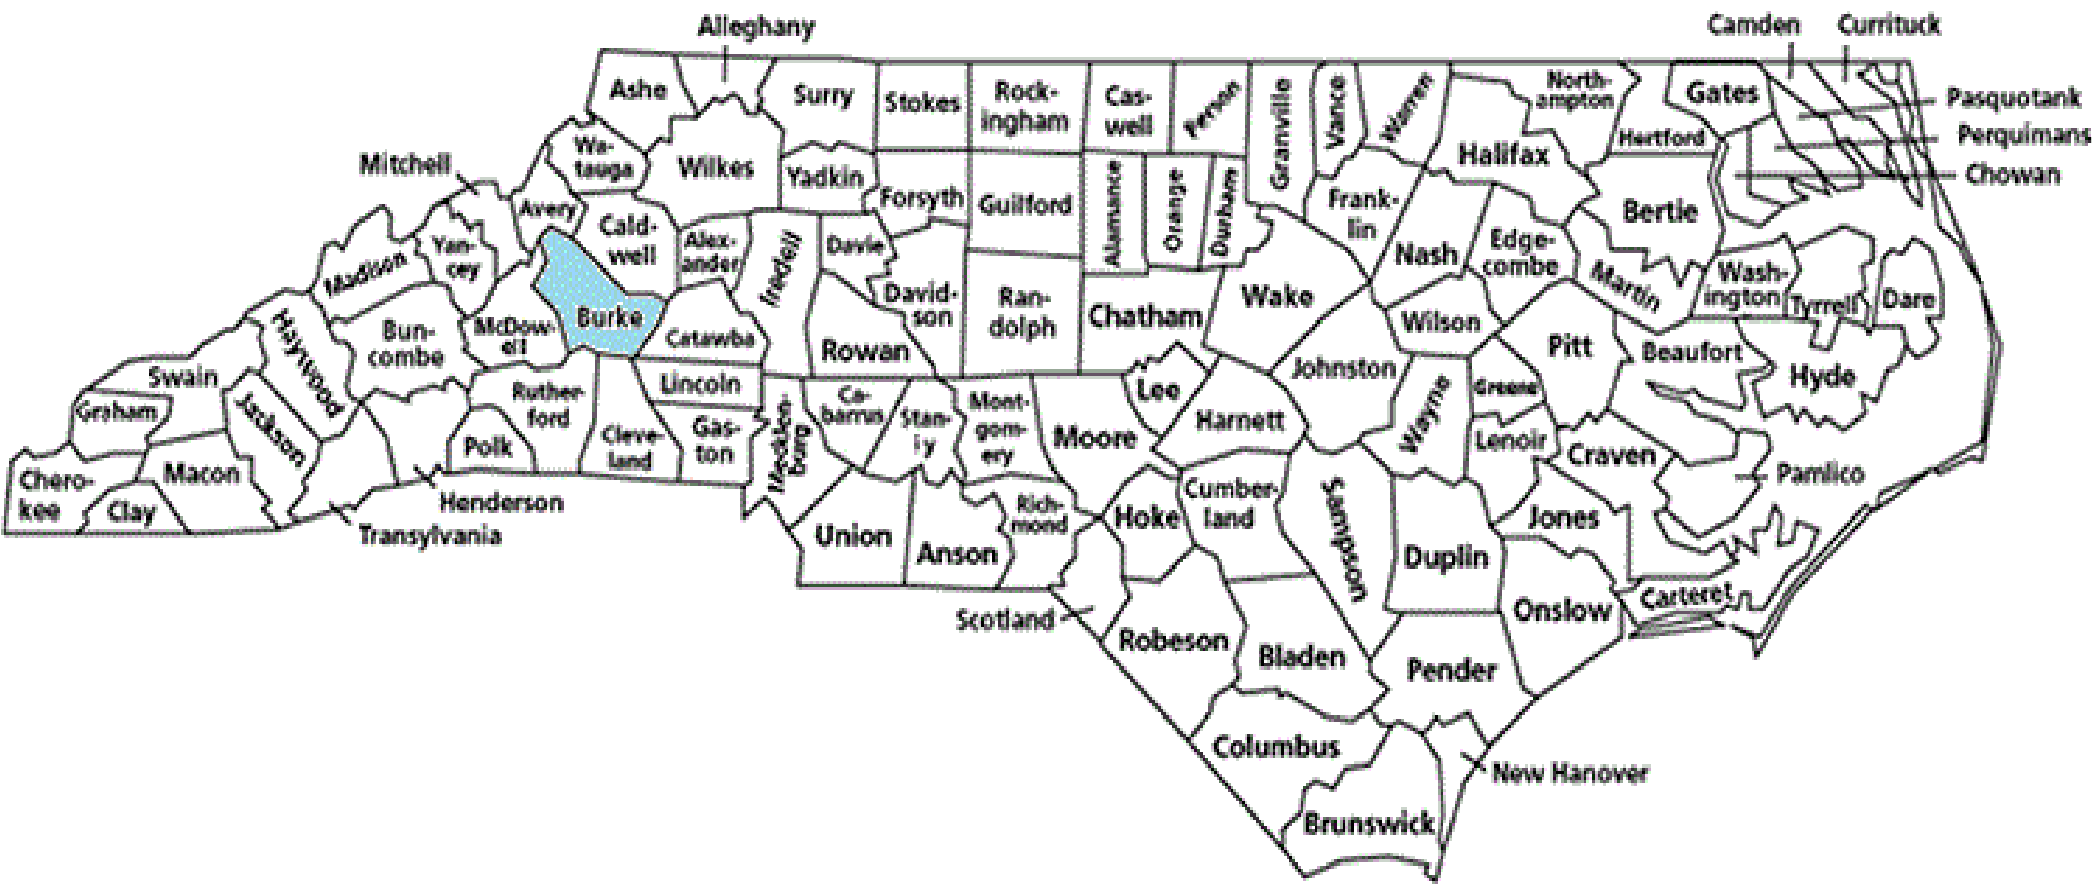 Alleghany
Camden
Currituck
Ashe
Surry
Stokes
Rock-
ingham
Cas-
well
Person
Granville
Vance
Warren
North-
ampton
Gates
Pasquotank
Perquimans
Chowan
Hertford
Halifax
Mitchell
Wa-
tauga
Wilkes
Yadkin
Forsyth
Guilford
Alamance
Orange
Durham
Frank-
lin
Nash
Edge-
combe
Bertie
Martin
Wash-
ington
Tyrrell
Dare
Avery
Cald-
well
Alex-
ander
Iredell
Davie
David-
son
Ran-
dolph
Chatham
Wake
Wilson
Pitt
Beaufort
Hyde
Madison
Yan-
cey
Burke
McDow-
ell
Bun-
combe
Haywood
Catawba
Rowan
Swain
Graham
Jackson
Ruther-
ford
Lincoln
Polk
Cleve-
land
Gas-
ton
Mecklen-
burg
Ca-
barrus
Stan-
ly
Mont-
gom-
ery
Moore
Lee
Harnett
Johnston
Wayne
Greene
Lenoir
Craven
Pamlico
Chero-
kee
Clay
Macon
Henderson
Transylvania
Union
Anson
Rich-
mond
Hoke
Cumber-
land
Sampson
Duplin
Jones
Onslow
Carteret
Scotland
Robeson
Bladen
Pender
Columbus
New Hanover
Brunswick